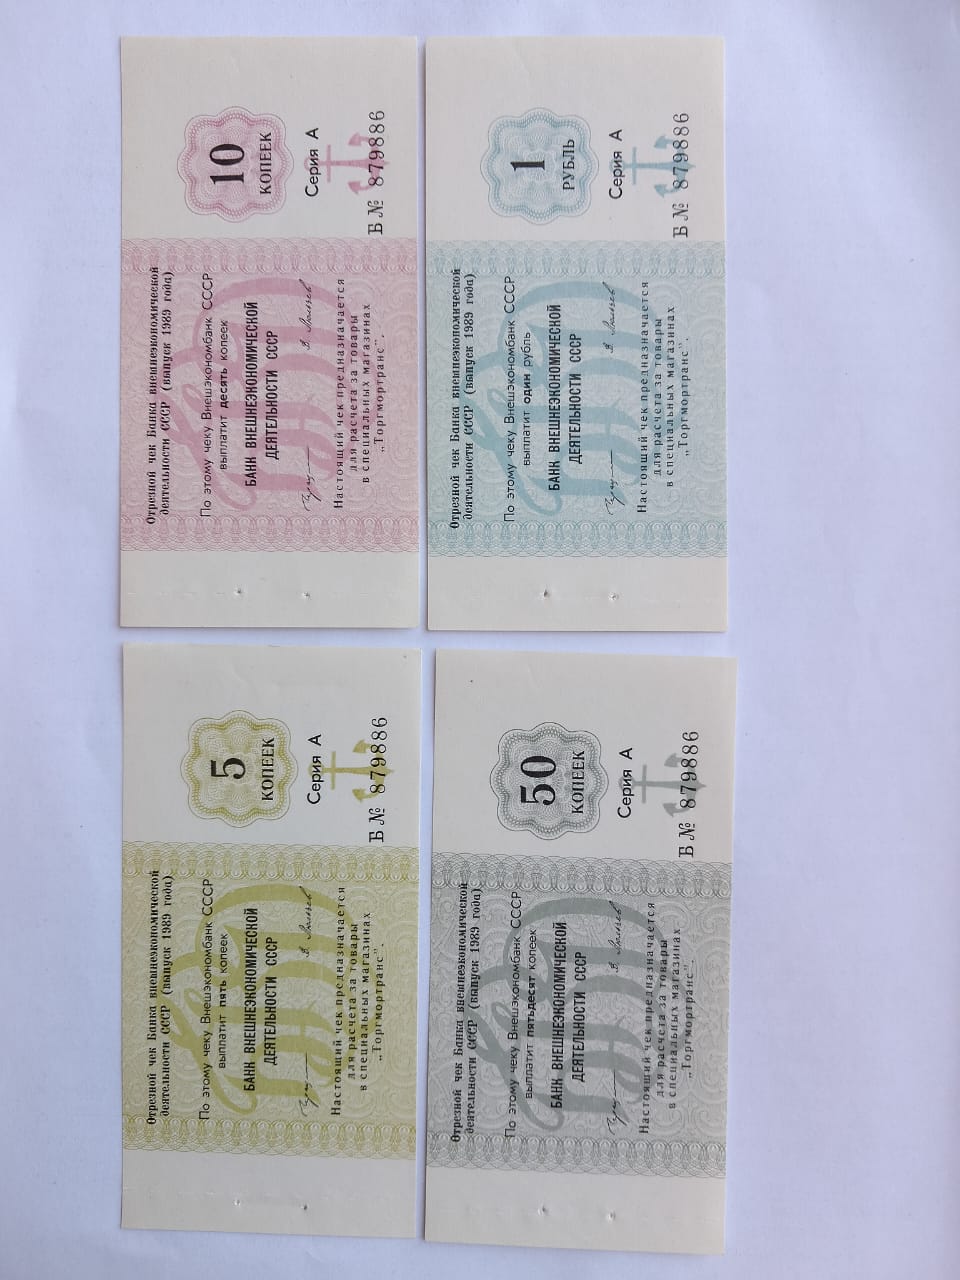 10
КОПЕЕК
Серия А
Б № 879886
Отрезной чек Банка внешнеэкономической
деятельности СССР (выпуск 1989 года)
По этому чеку Внешэкономбанк СССР
выплатит десять копеек
БАНК ВНЕШНЕЭКОНОМИЧЕСКОЙ
ДЕЯТЕЛЬНОСТИ СССР
Настоящий чек предназначается
для расчета за товары
в специальных магазинах
„Торгмортранс".
1
РУБЛЬ
Серия А
Б № 879886
Отрезной чек Банка внешнеэкономической
деятельности СССР (выпуск 1989 года)
По этому чеку Внешэкономбанк СССР
выплатит один рубль
БАНК ВНЕШНЕЭКОНОМИЧЕСКОЙ
ДЕЯТЕЛЬНОСТИ СССР
Настоящий чек предназначается
для расчета за товары
в специальных магазинах
„Торгмортранс".
5
КОПЕЕК
Серия А
Б № 879886
Отрезной чек Банка внешнеэкономической
деятельности СССР (выпуск 1989 года)
По этому чеку Внешэкономбанк СССР
выплатит пять копеек
БАНК ВНЕШНЕЭКОНОМИЧЕСКОЙ
ДЕЯТЕЛЬНОСТИ СССР
Настоящий чек предназначается
для расчета за товары
в специальных магазинах
„Торгмортранс".
50
КОПЕЕК
Серия А
Б № 879886
Отрезной чек Банка внешнеэкономической
деятельности СССР (выпуск 1989 года)
По этому чеку Внешэкономбанк СССР
выплатит пятьдесят копеек
БАНК ВНЕШНЕЭКОНОМИЧЕСКОЙ
ДЕЯТЕЛЬНОСТИ СССР
Настоящий чек предназначается
для расчета за товары
в специальных магазинах
„Торгмортранс".